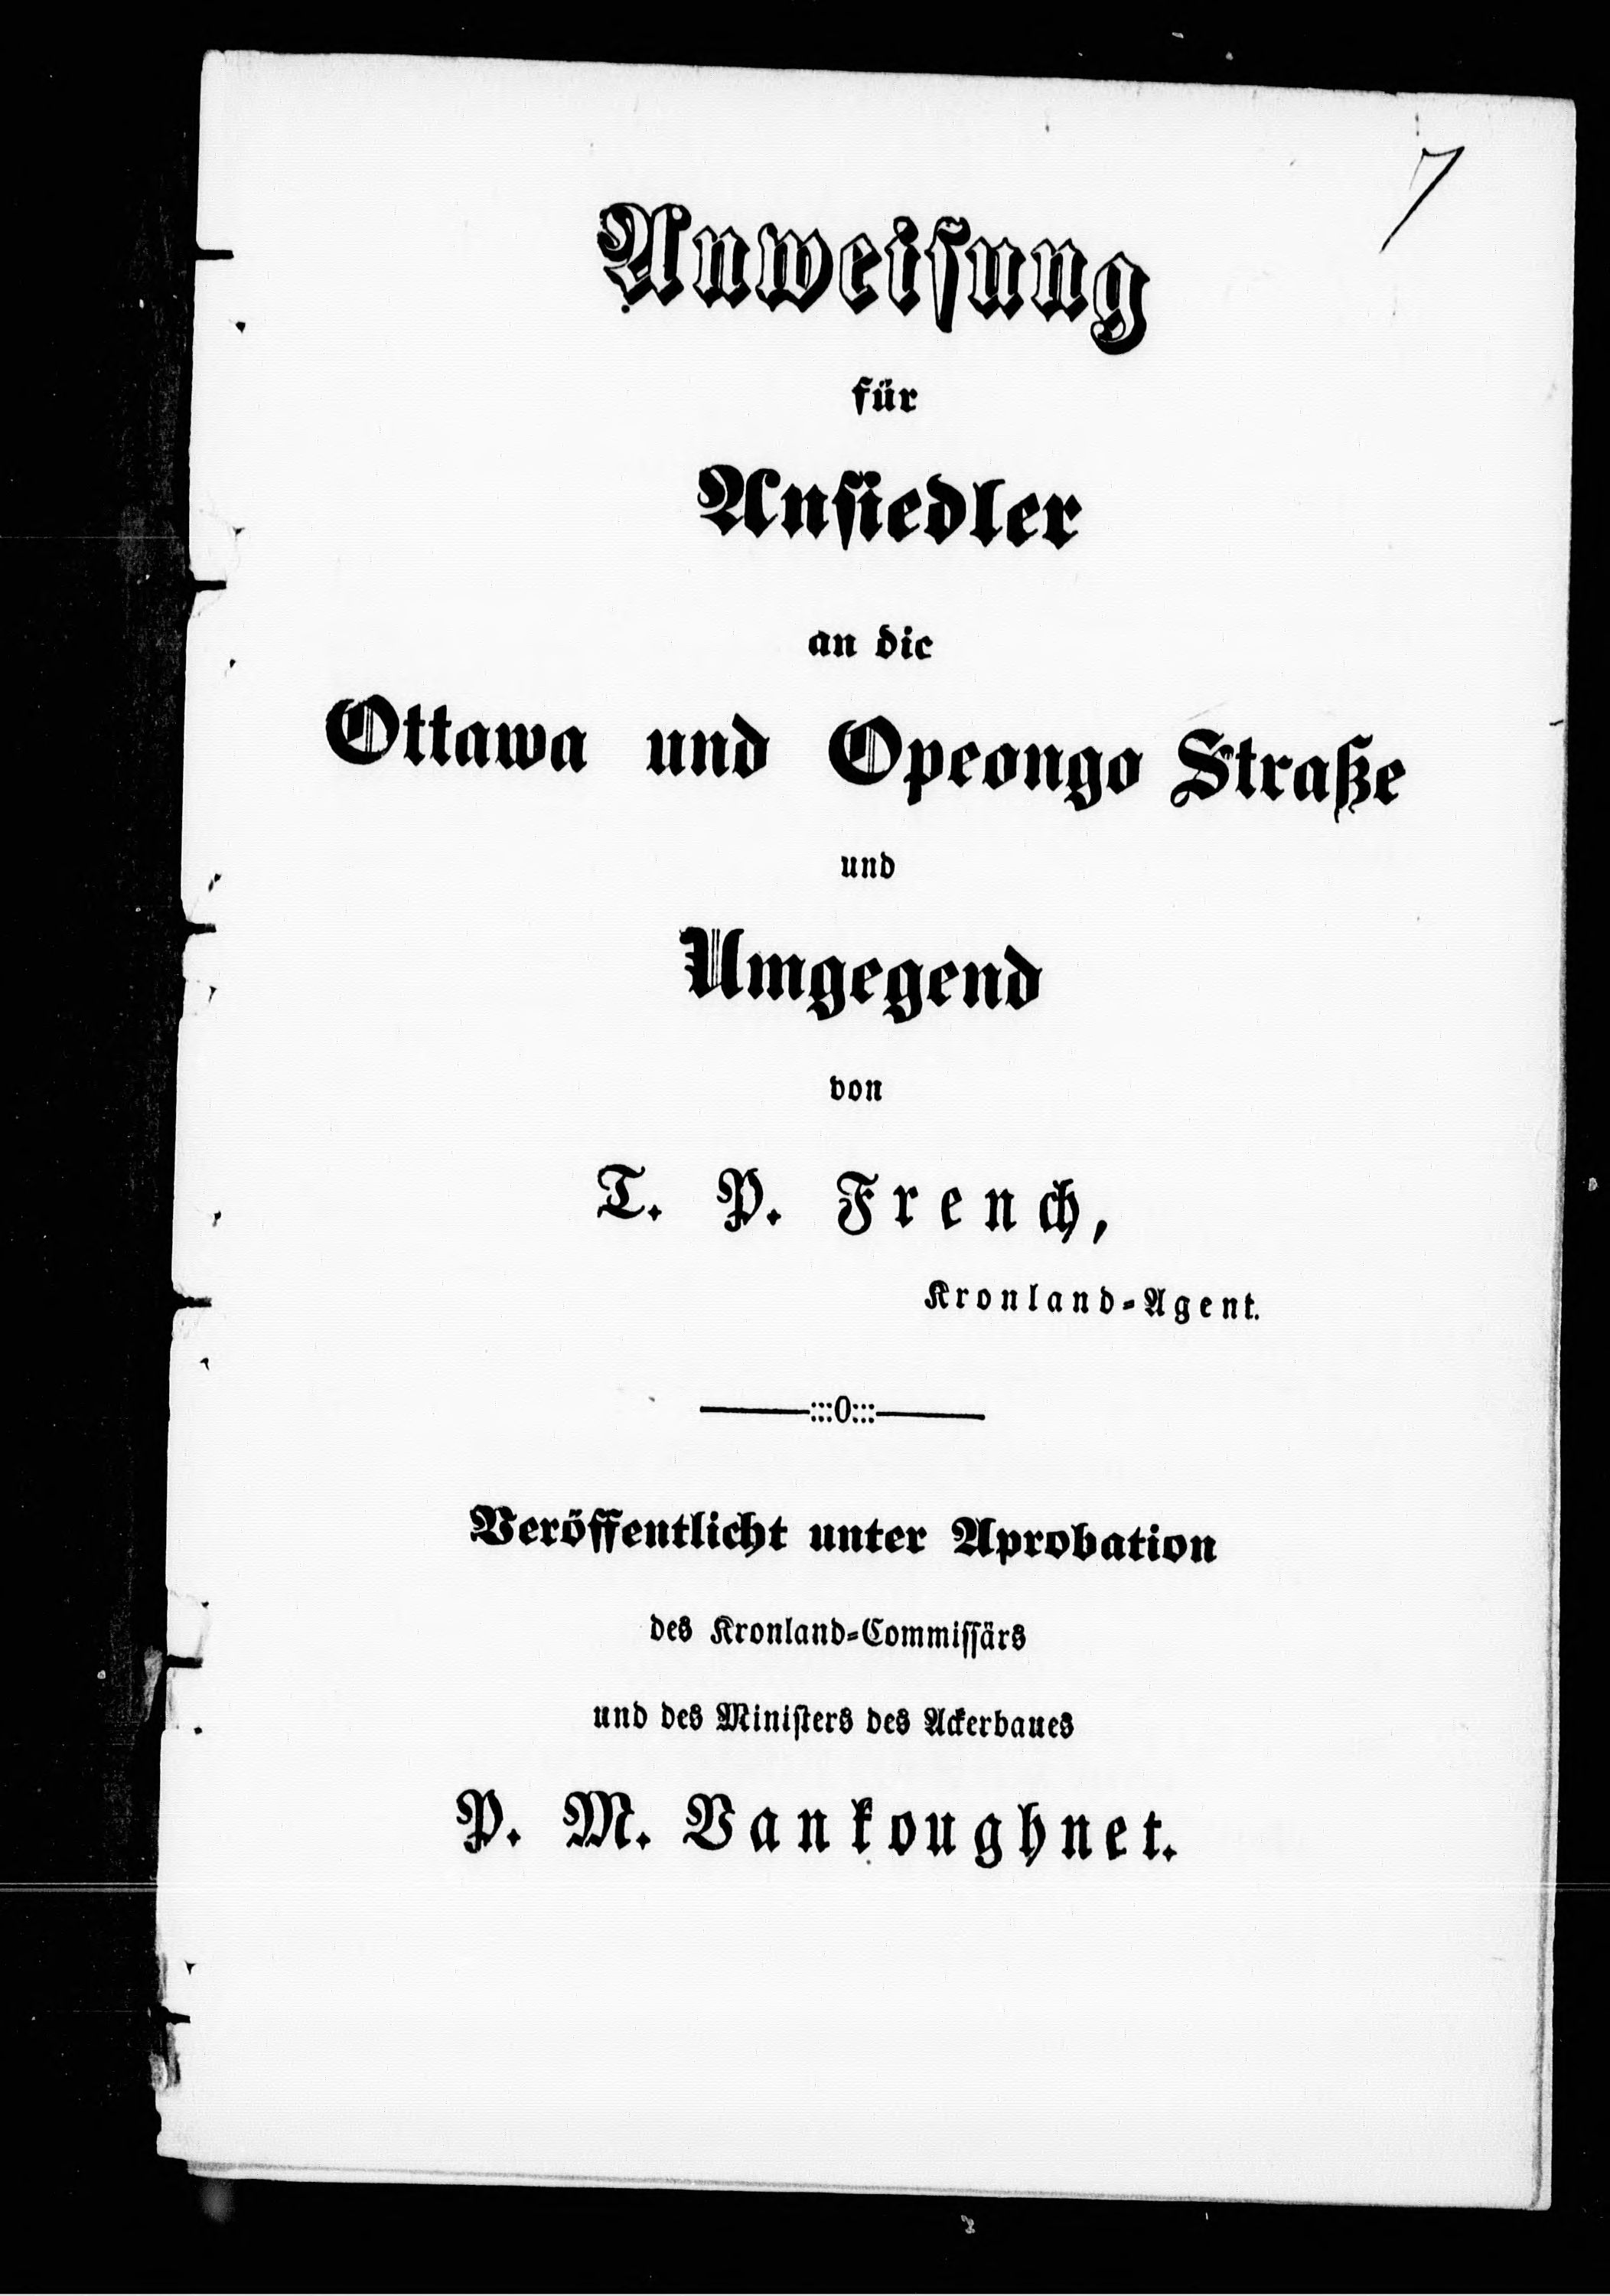 7
Anweisung
für
Ansiedler
an die
Ottawa und Opeongo Straße
und
Umgegend
von
T. P. French,
Kronland-Agent.
:::0:::
Veröffentlicht unter Aprobation
des Kronland-Commissärs
und des Ministers des Ackerbaues
P. M. Vankoughnet.